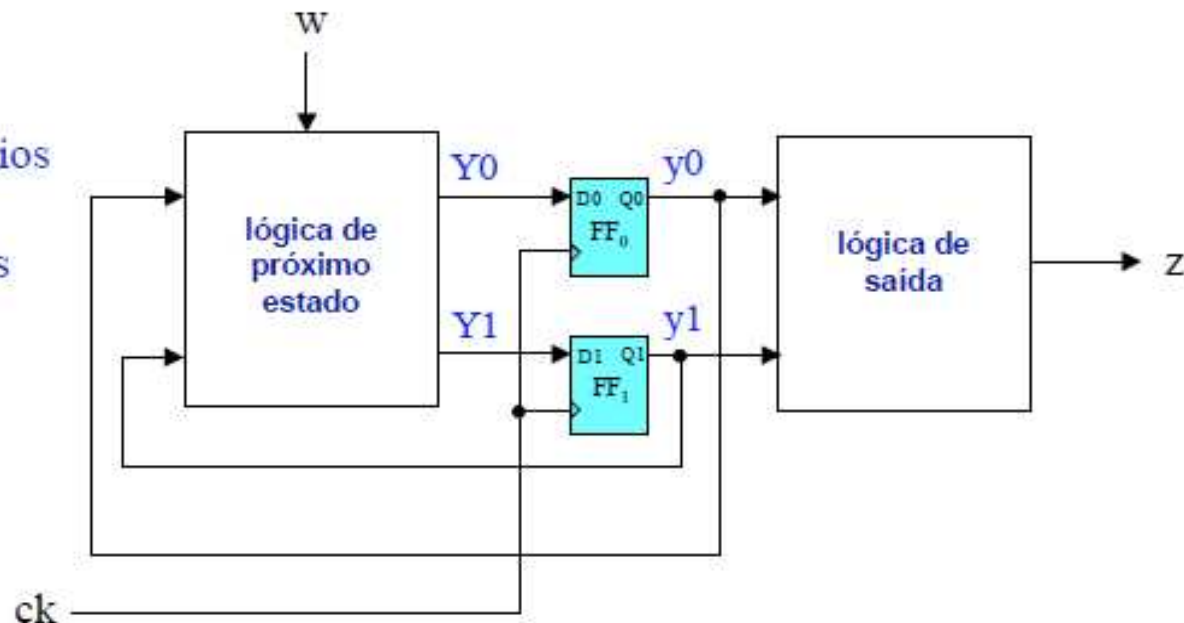 w
Y0
y0
D0 Q0
FF0
lógica de
próximo
estado
lógica de
saída
z
Y1
y1
D1 Q1
FF1
ck